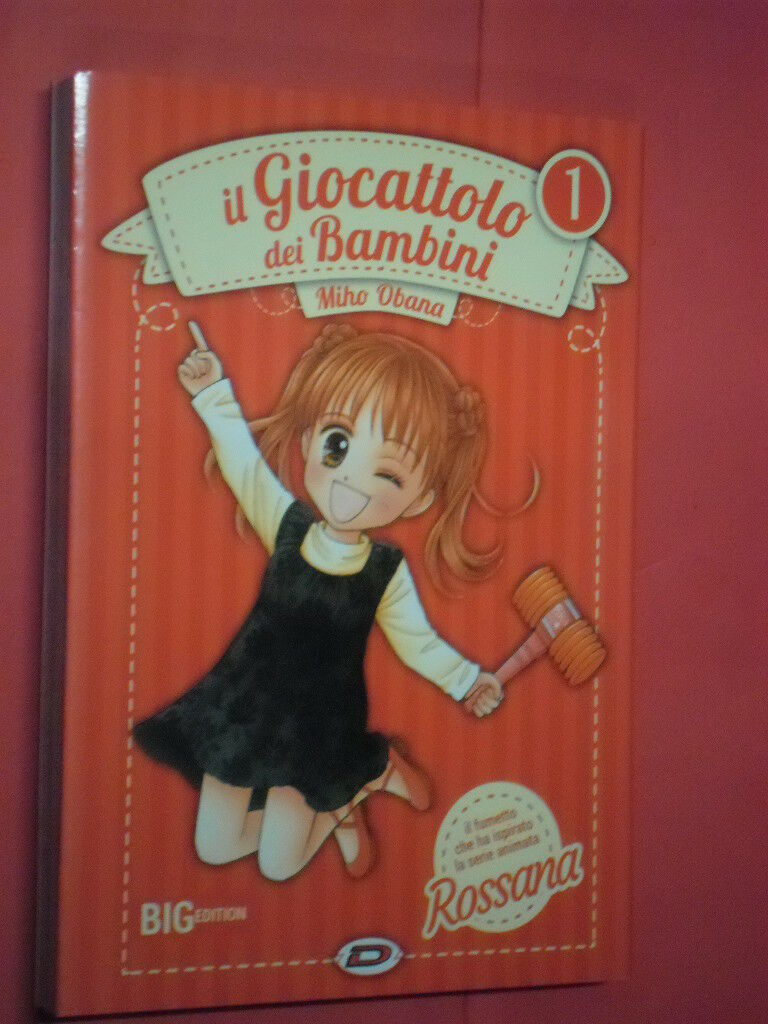 il Giocattolo
dei Bambini
1
Miho Obana
il fumetto
che ha ispirato
la serie animata
Rossana
BIG EDITION
D